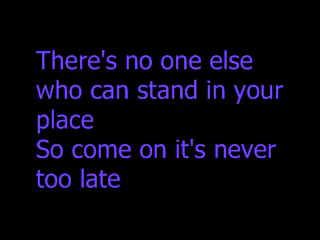 There's no one else
who can stand in your
place
So come on it's never
too late